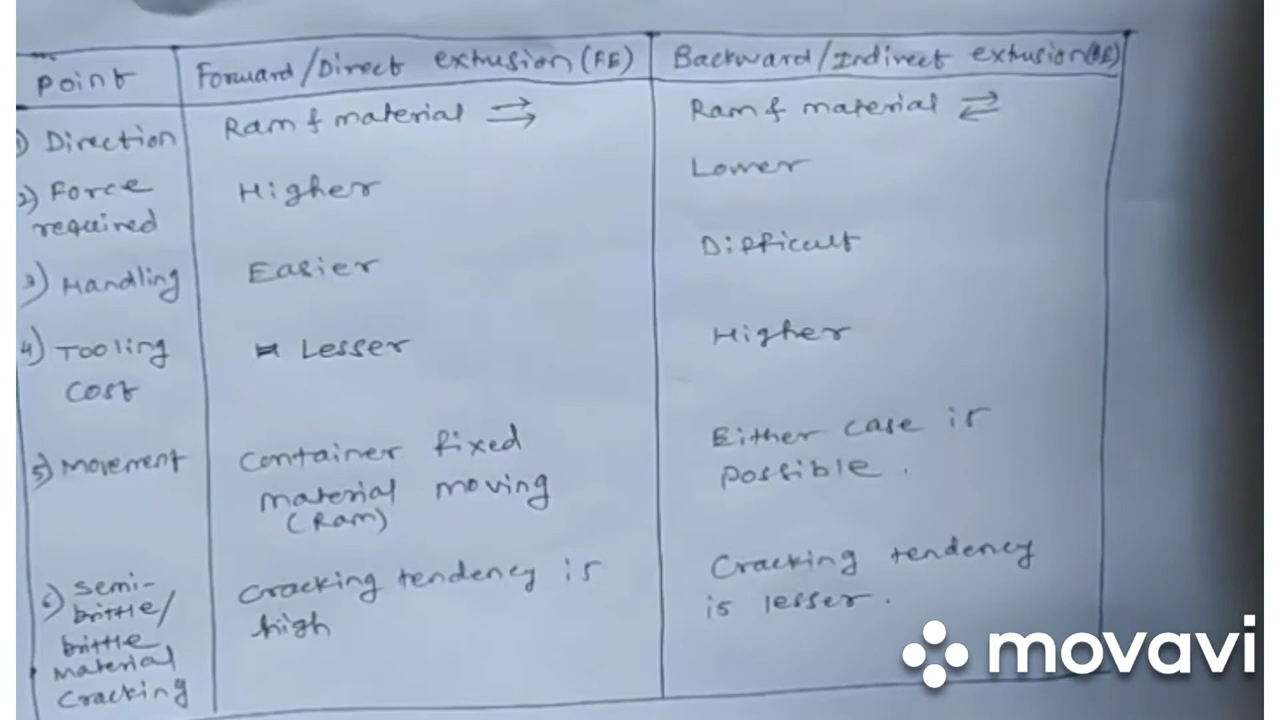 Point Forward/Direct extrusion (FE) Backward/Indirect extrusion (BE)
1) Direction Ram & material ⇉ Ram & material ⇄
2) Force required Higher Lower
3) Handling Easier Difficult
4) Tooling cost Lesser Higher
5) Movement Container fixed material moving (Ram) Either case is possible.
6) Semi-brittle/brittle material cracking Cracking tendency is high Cracking tendency is lesser.
movavi